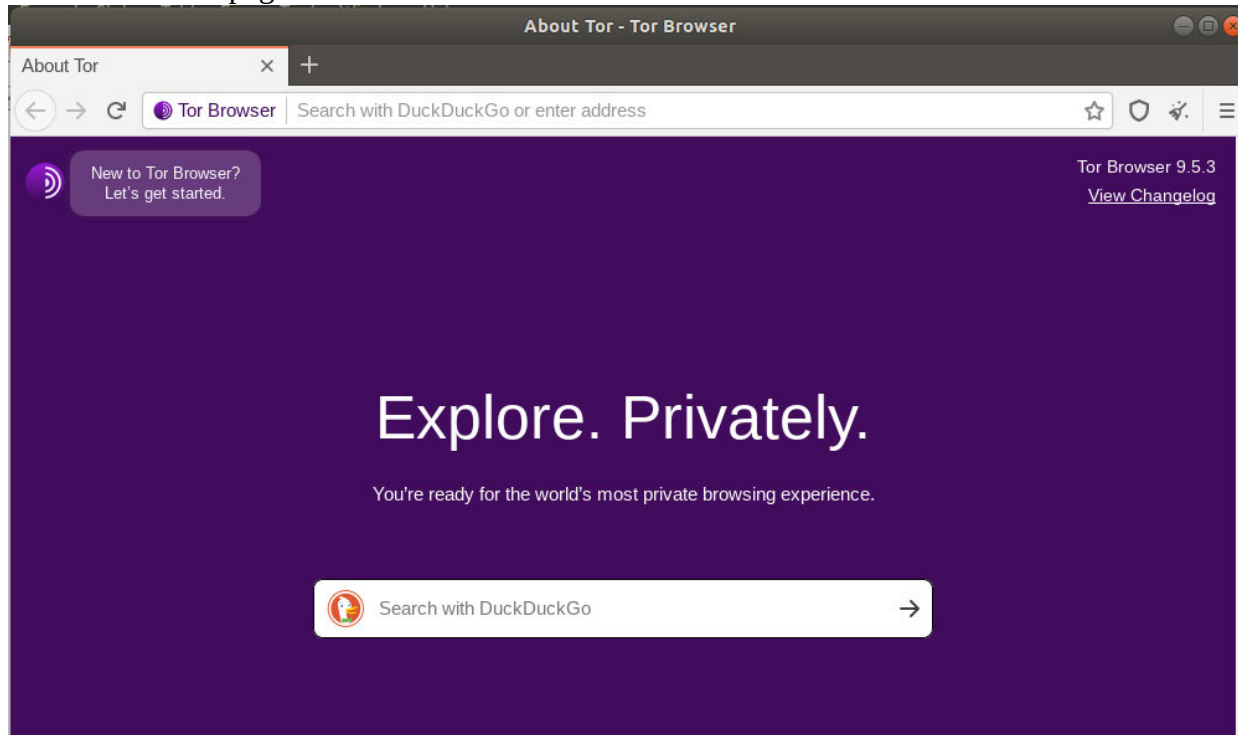 About Tor - Tor Browser
About Tor
Tor Browser
Search with DuckDuckGo or enter address
New to Tor Browser?
Let's get started.
Tor Browser 9.5.3
View Changelog
Explore. Privately.
You're ready for the world's most private browsing experience.
Search with DuckDuckGo